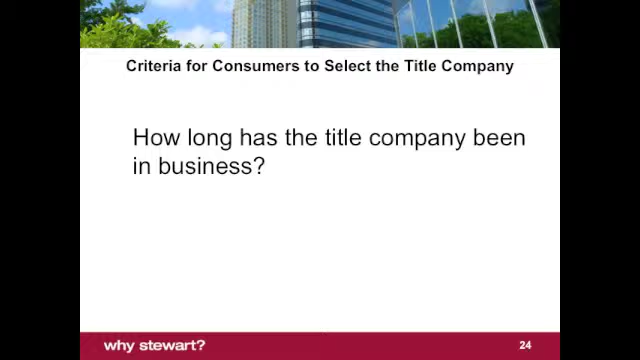 Criteria for Consumers to Select the Title Company
How long has the title company been
in business?
why stewart?
24